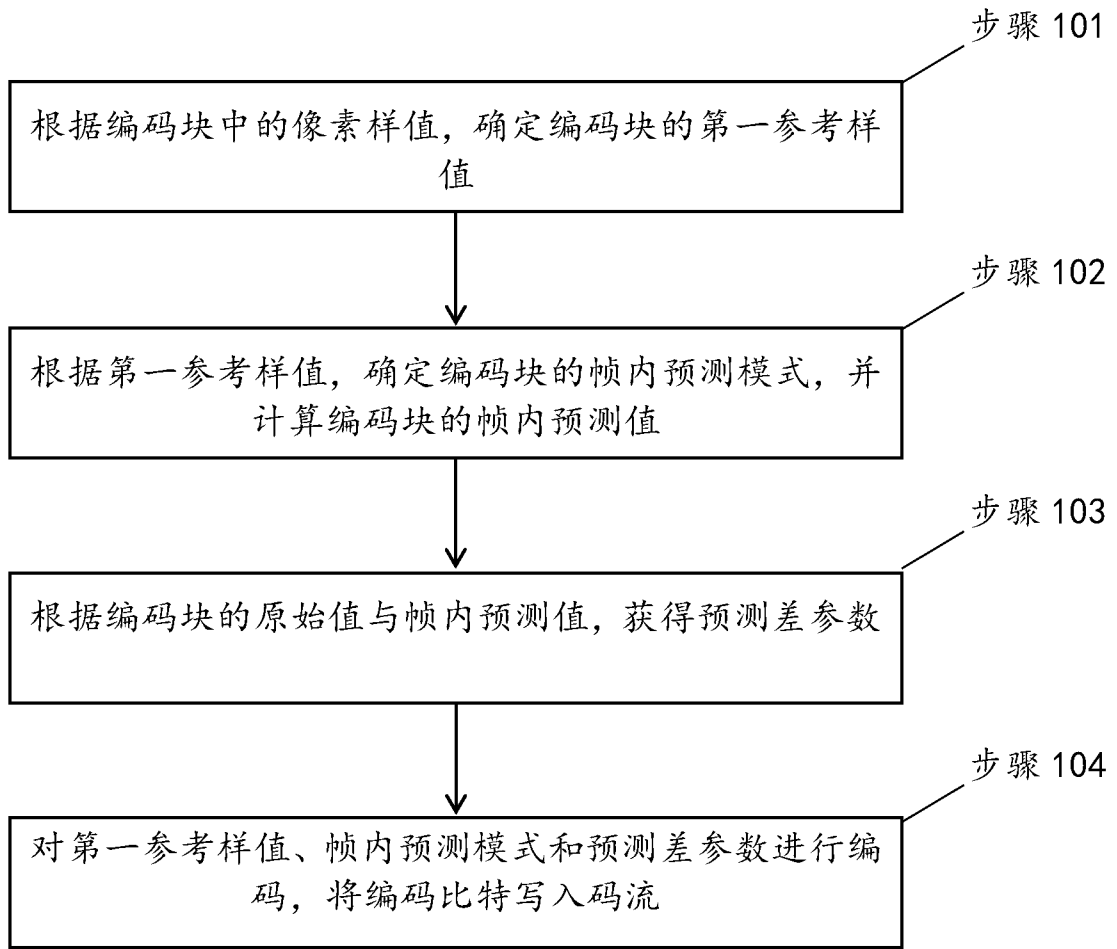 步骤 101
根据编码块中的像素样值，确定编码块的第一参考样
值
步骤 102
根据第一参考样值，确定编码块的帧内预测模式，并
计算编码块的帧内预测值
步骤 103
根据编码块的原始值与帧内预测值，获得预测差参数
步骤 104
对第一参考样值、帧内预测模式和预测差参数进行编
码，将编码比特写入码流